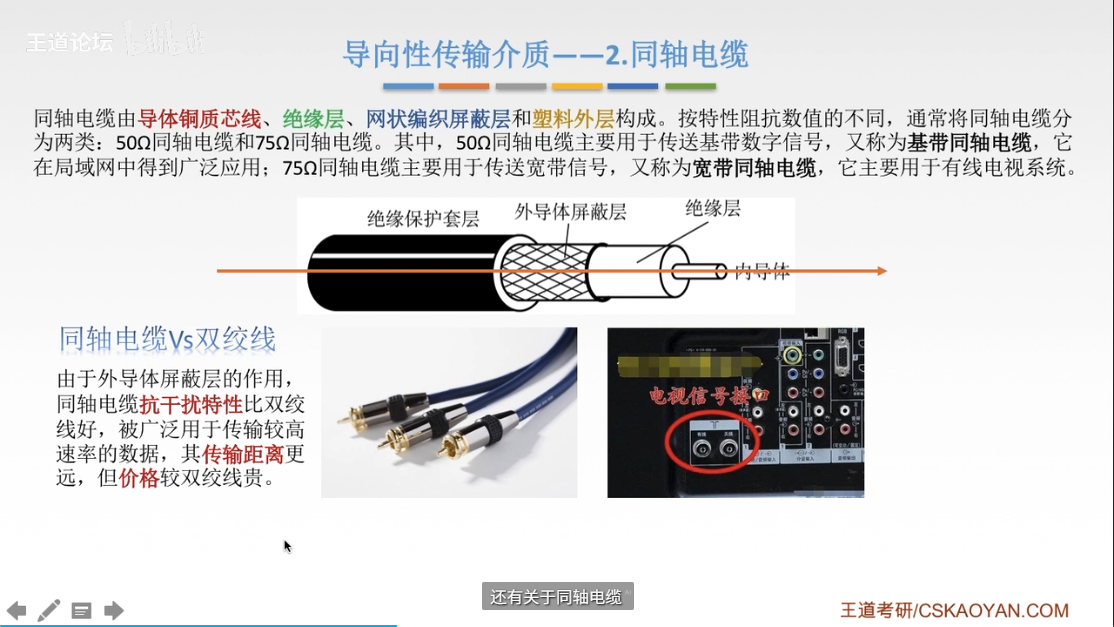 王道论坛
导向性传输介质——2.同轴电缆
同轴电缆由导体铜质芯线、绝缘层、网状编织屏蔽层和塑料外层构成。按特性阻抗数值的不同，通常将同轴电缆分
为两类：50Ω同轴电缆和75Ω同轴电缆。其中，50Ω同轴电缆主要用于传送基带数字信号，又称为基带同轴电缆，它
在局域网中得到广泛应用；75Ω同轴电缆主要用于传送宽带信号，又称为宽带同轴电缆，它主要用于有线电视系统。
绝缘保护套层
外导体屏蔽层
绝缘层
内导体
同轴电缆Vs双绞线
由于外导体屏蔽层的作用，
同轴电缆抗干扰特性比双绞
线好，被广泛用于传输较高
速率的数据，其传输距离更
远，但价格较双绞线贵。
电视信号接
还有关于同轴电缆
王道考研/CSKAOYAN.COM